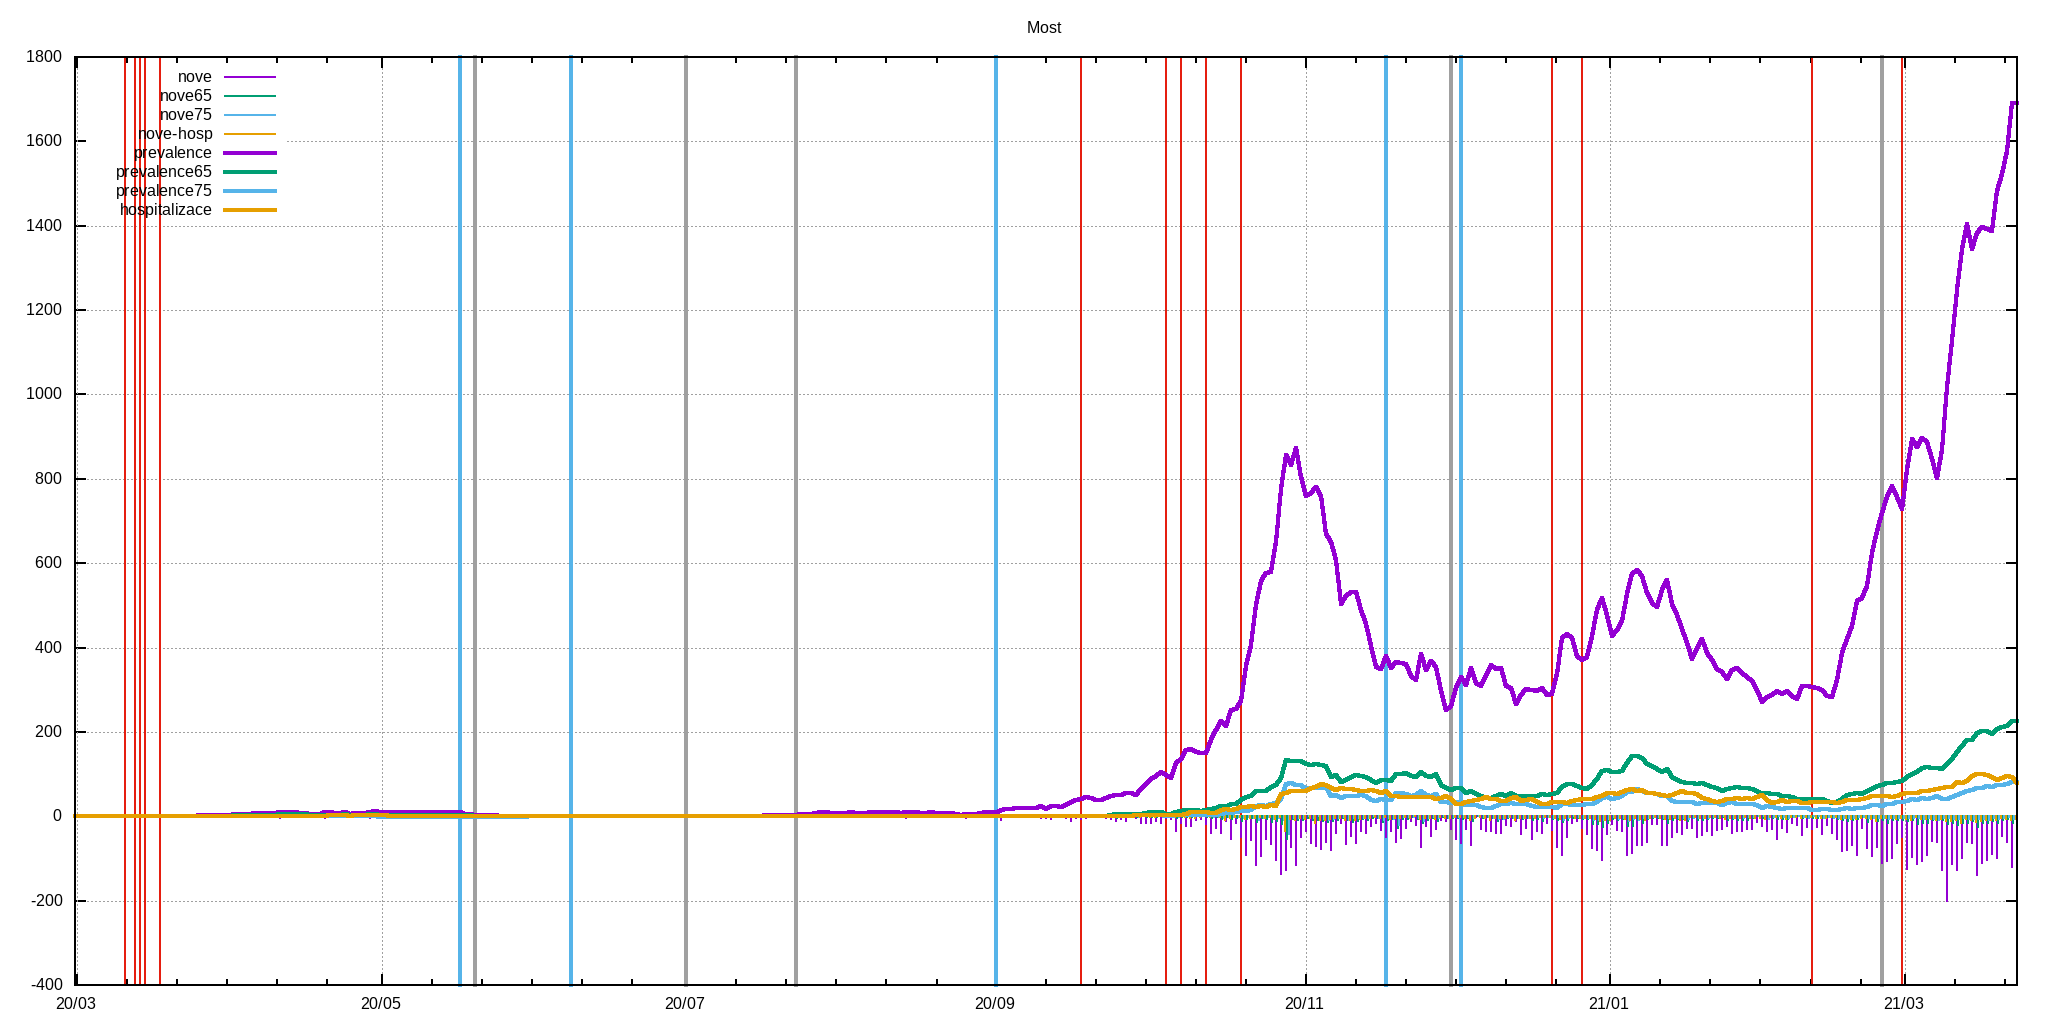 Most
1800
1600
1400
1200
1000
800
600
400
200
0
-200
-400
nove
nove65
nove75
nove-hosp
prevalence
prevalence65
prevalence75
hospitalizace
20/03 20/05 20/07 20/09 20/11 21/01 21/03